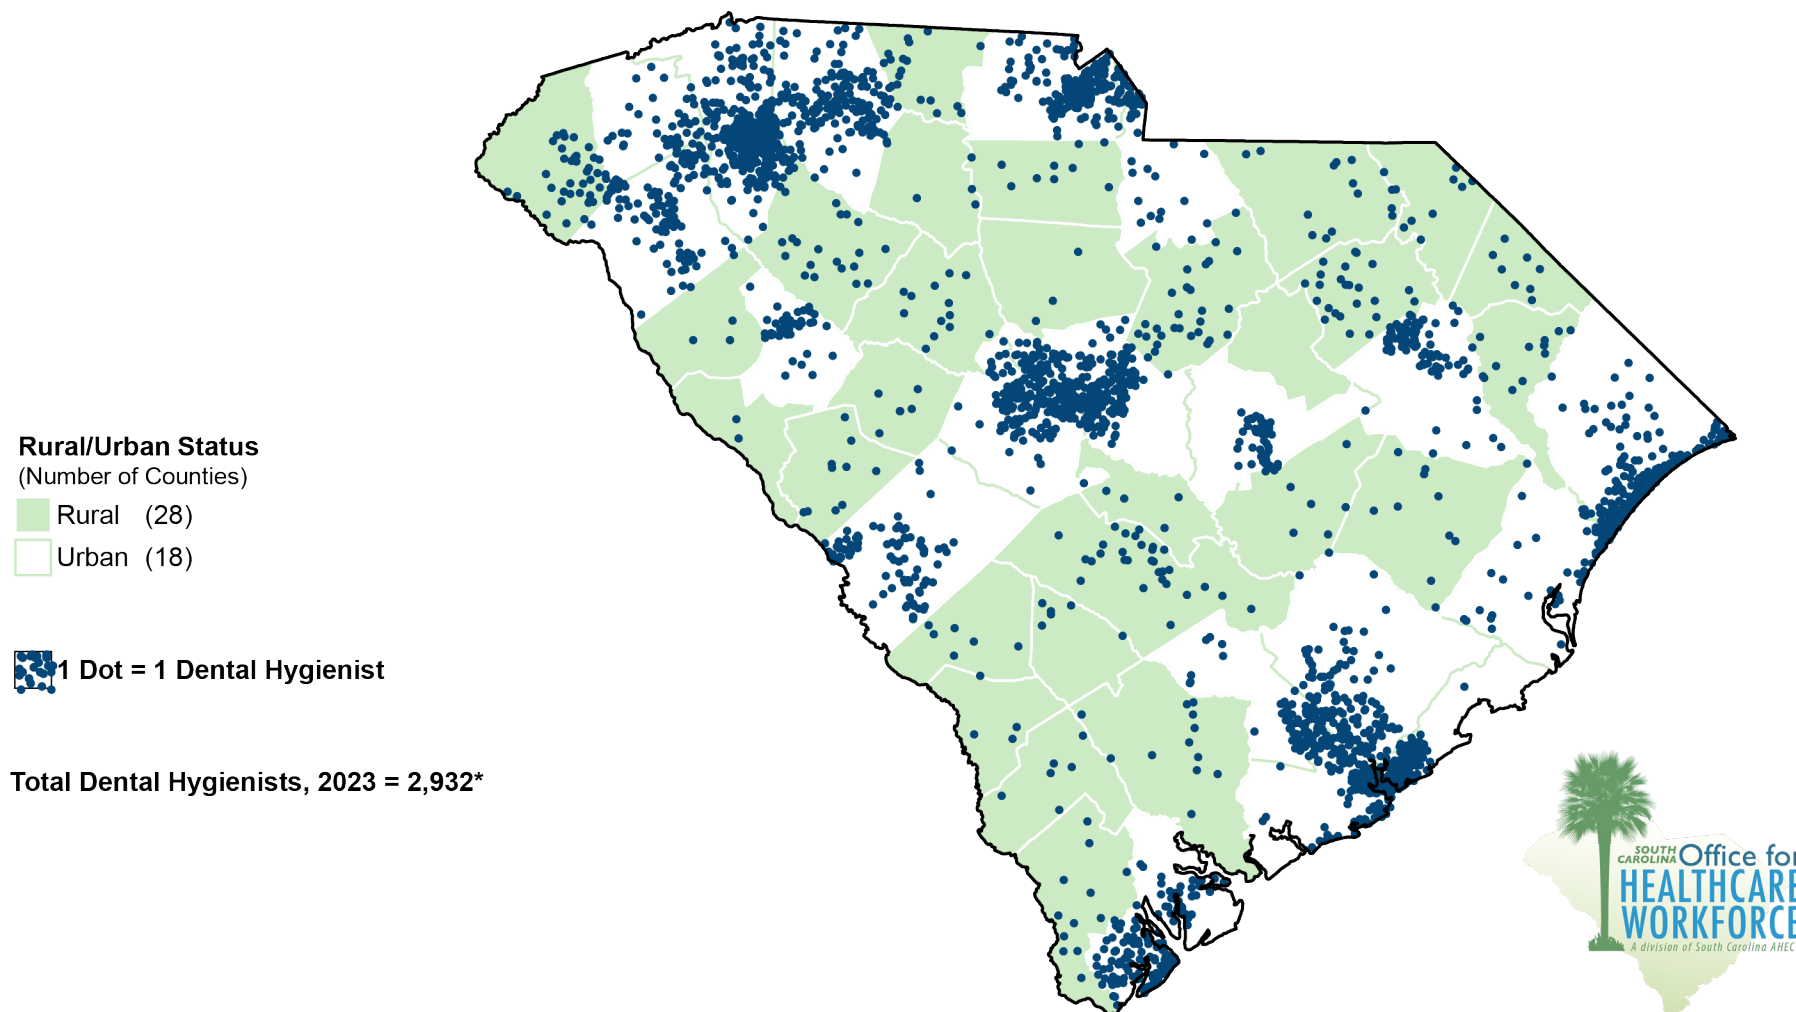 Rural/Urban Status
(Number of Counties)
Rural (28)
Urban (18)
1 Dot = 1 Dental Hygienist
Total Dental Hygienists, 2023 = 2,932*
SOUTH CAROLINA Office for
HEALTHCARE
WORKFORCE
A division of South Carolina AHEC